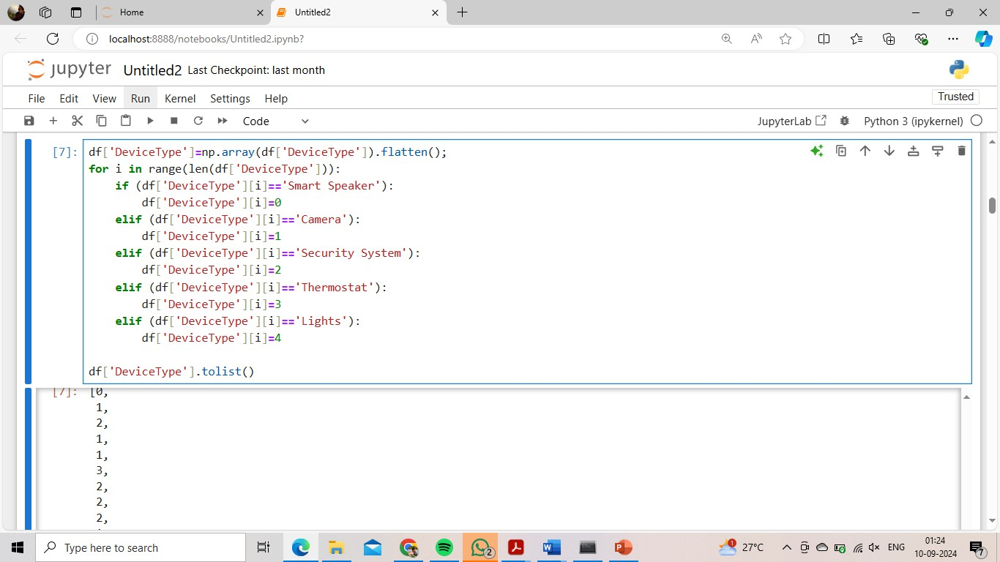 Home
Untitled2
localhost:8888/notebooks/Untitled2.ipynb?
jupyter Untitled2 Last Checkpoint: last month
File Edit View Run Kernel Settings Help
Trusted
Code
JupyterLab
Python 3 (ipykernel)
[7]: df['DeviceType']=np.array(df['DeviceType']).flatten();
for i in range(len(df['DeviceType'])):
    if (df['DeviceType'][i]=='Smart Speaker'):
        df['DeviceType'][i]=0
    elif (df['DeviceType'][i]=='Camera'):
        df['DeviceType'][i]=1
    elif (df['DeviceType'][i]=='Security System'):
        df['DeviceType'][i]=2
    elif (df['DeviceType'][i]=='Thermostat'):
        df['DeviceType'][i]=3
    elif (df['DeviceType'][i]=='Lights'):
        df['DeviceType'][i]=4
df['DeviceType'].tolist()
[7]: [0,
1,
2,
1,
1,
3,
2,
2,
2,
Type here to search
2
1
27°C
ENG
01:24
10-09-2024
7